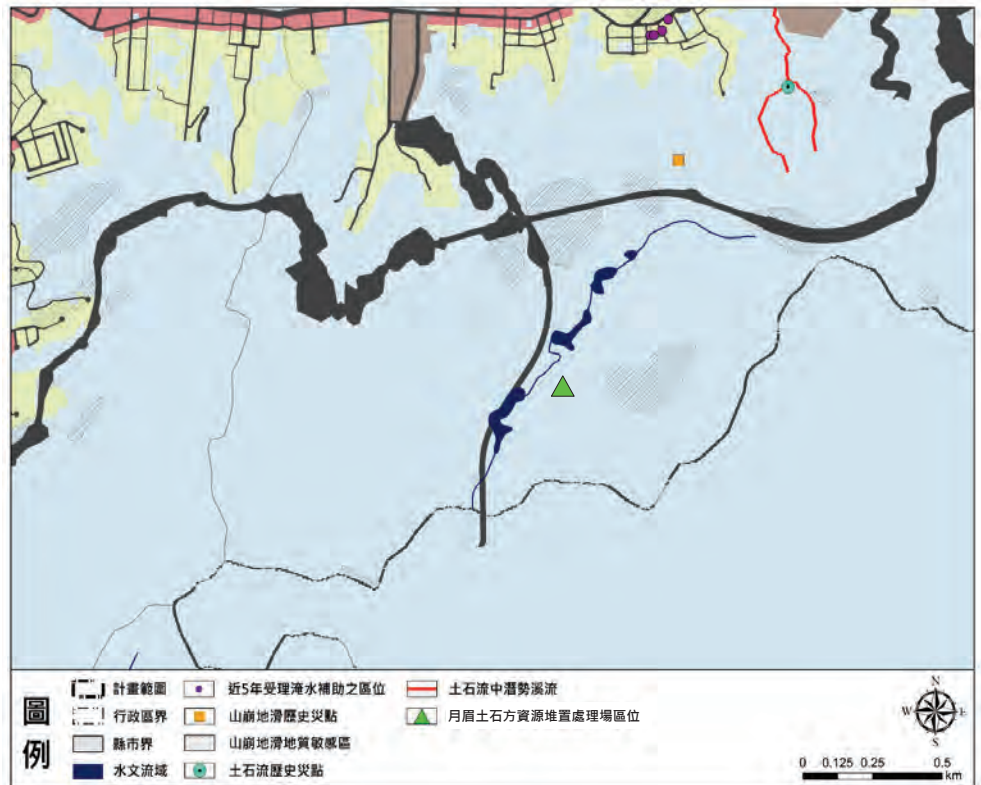 圖例
計畫範圍
行政區界
縣市界
水文流域
近5年受理淹水補助之區位
山崩地滑歷史災點
山崩地滑地質敏感區
土石流歷史災點
土石流中潛勢溪流
月眉土石方資源堆置處理場區位
N
W E
S
0 0.125 0.25 0.5
km